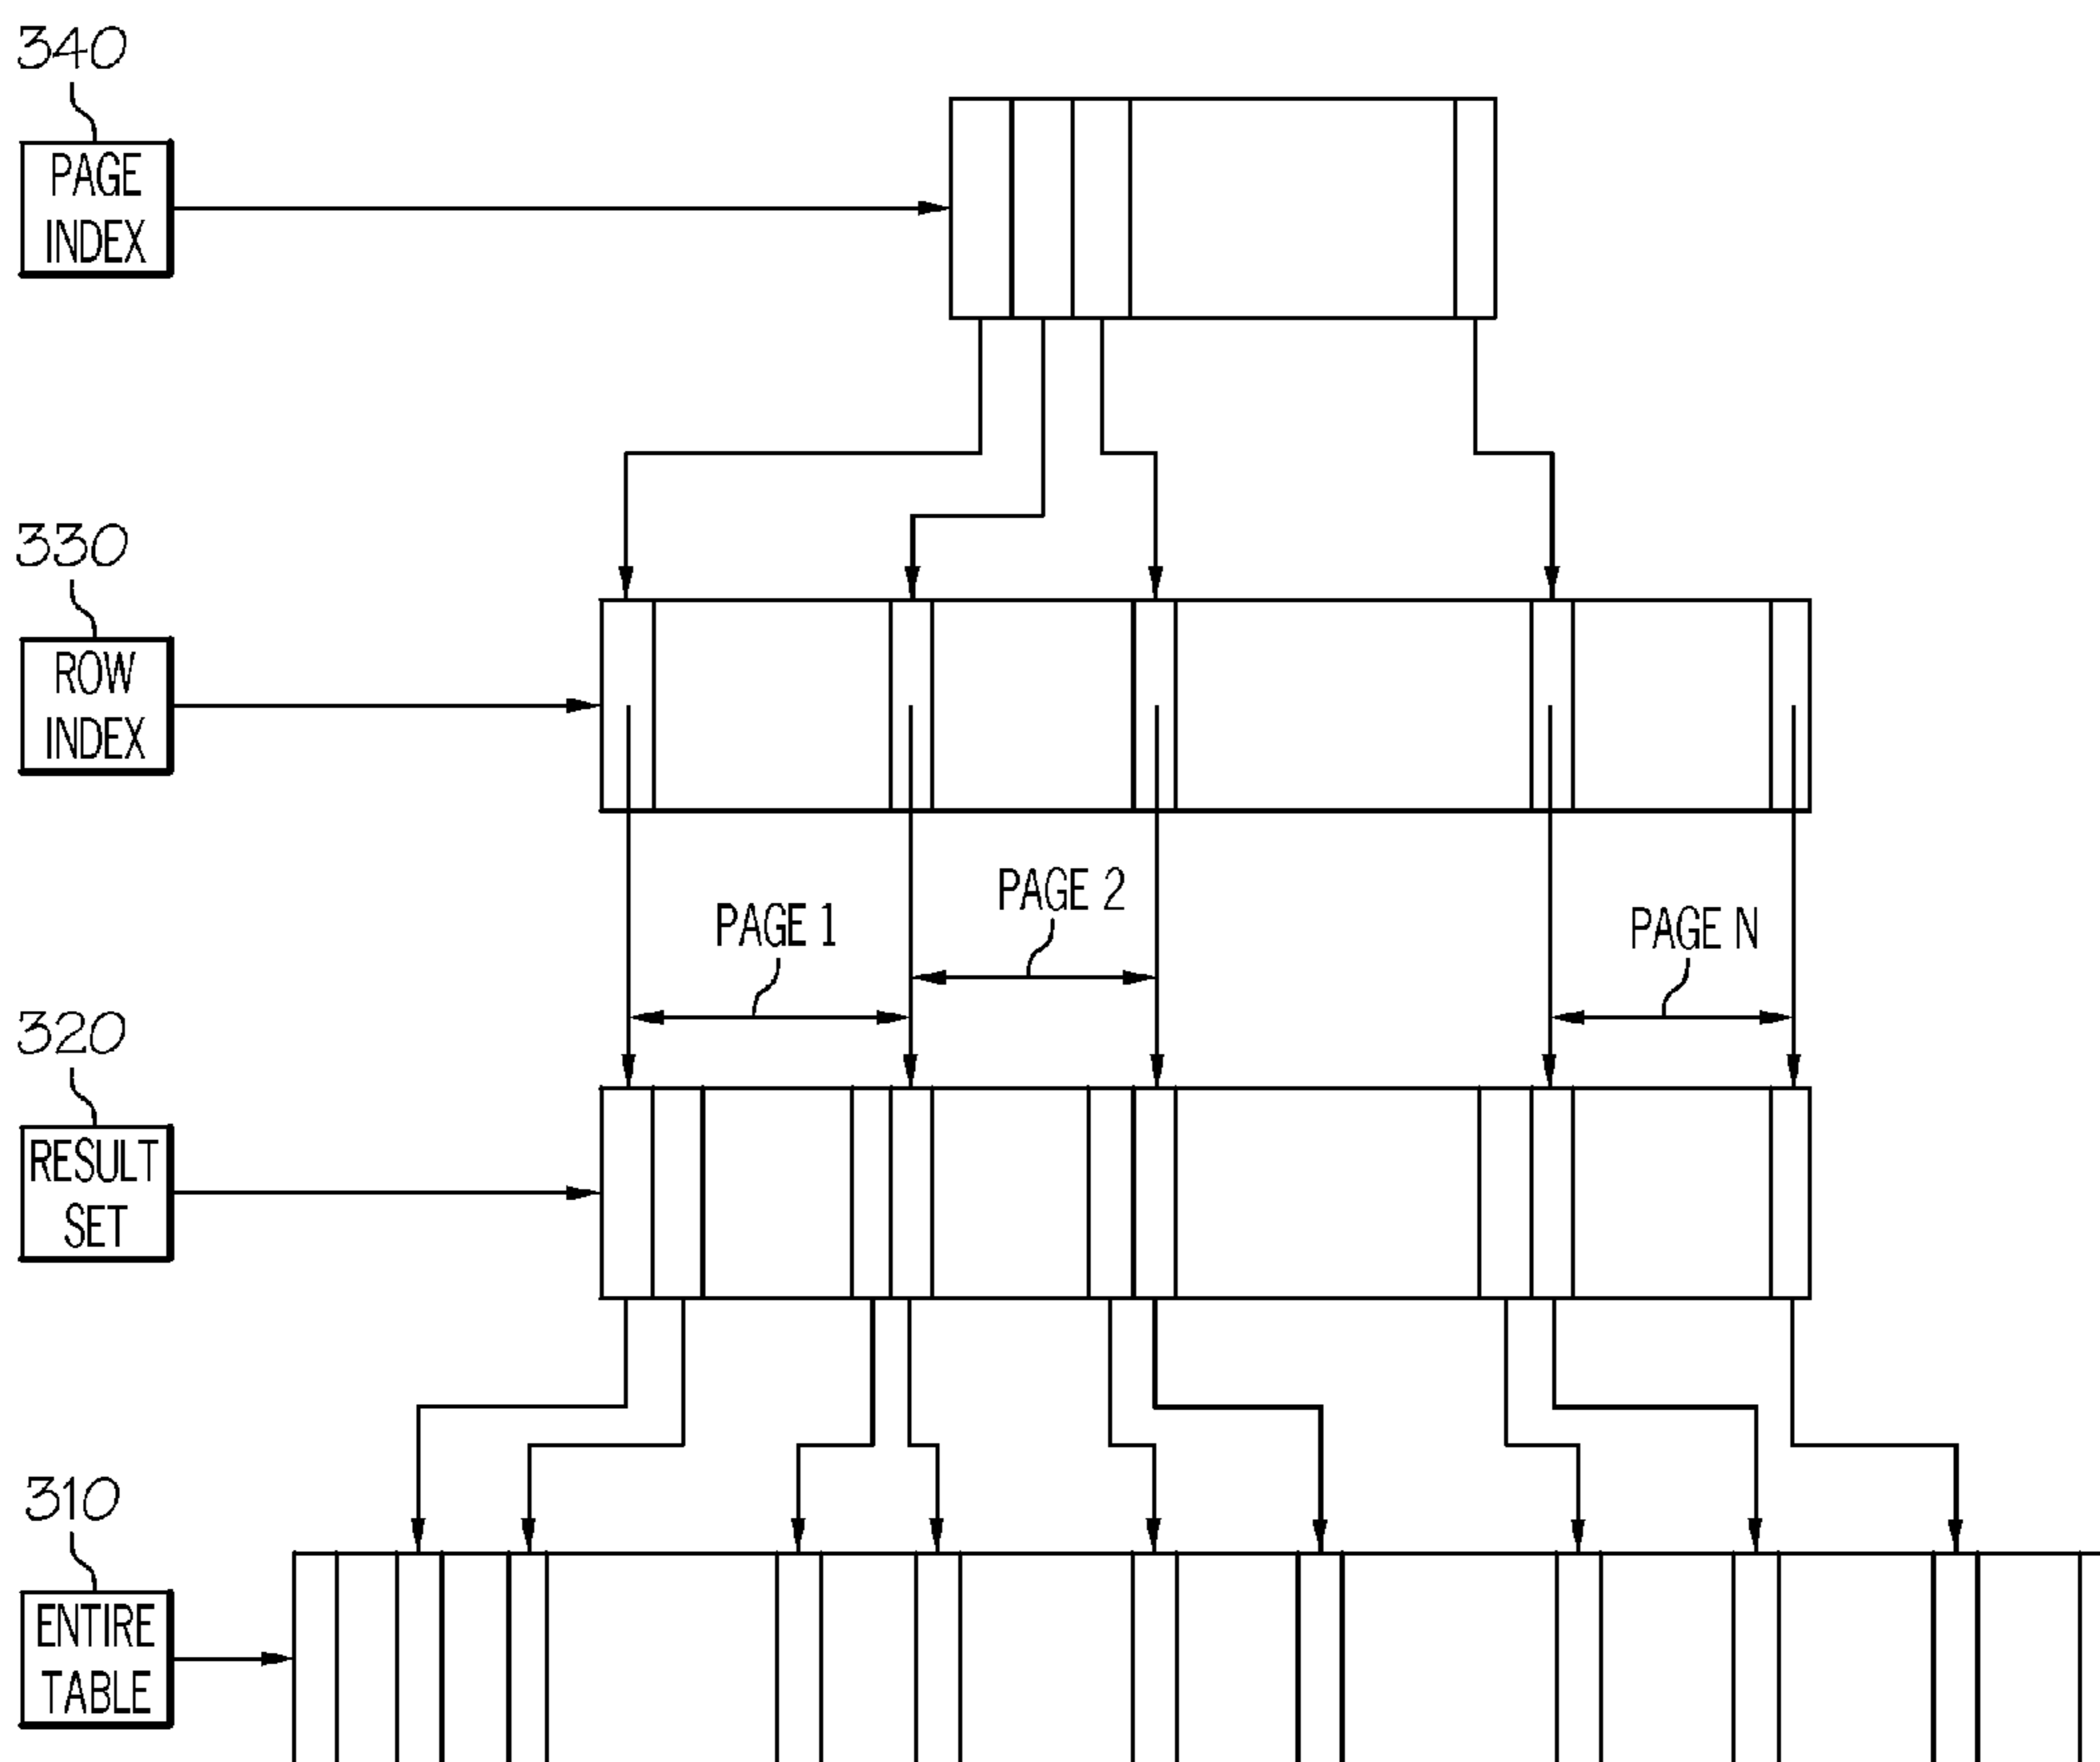 340
PAGE
INDEX
330
ROW
INDEX
PAGE 1
PAGE 2
PAGE N
320
RESULT
SET
310
ENTIRE
TABLE